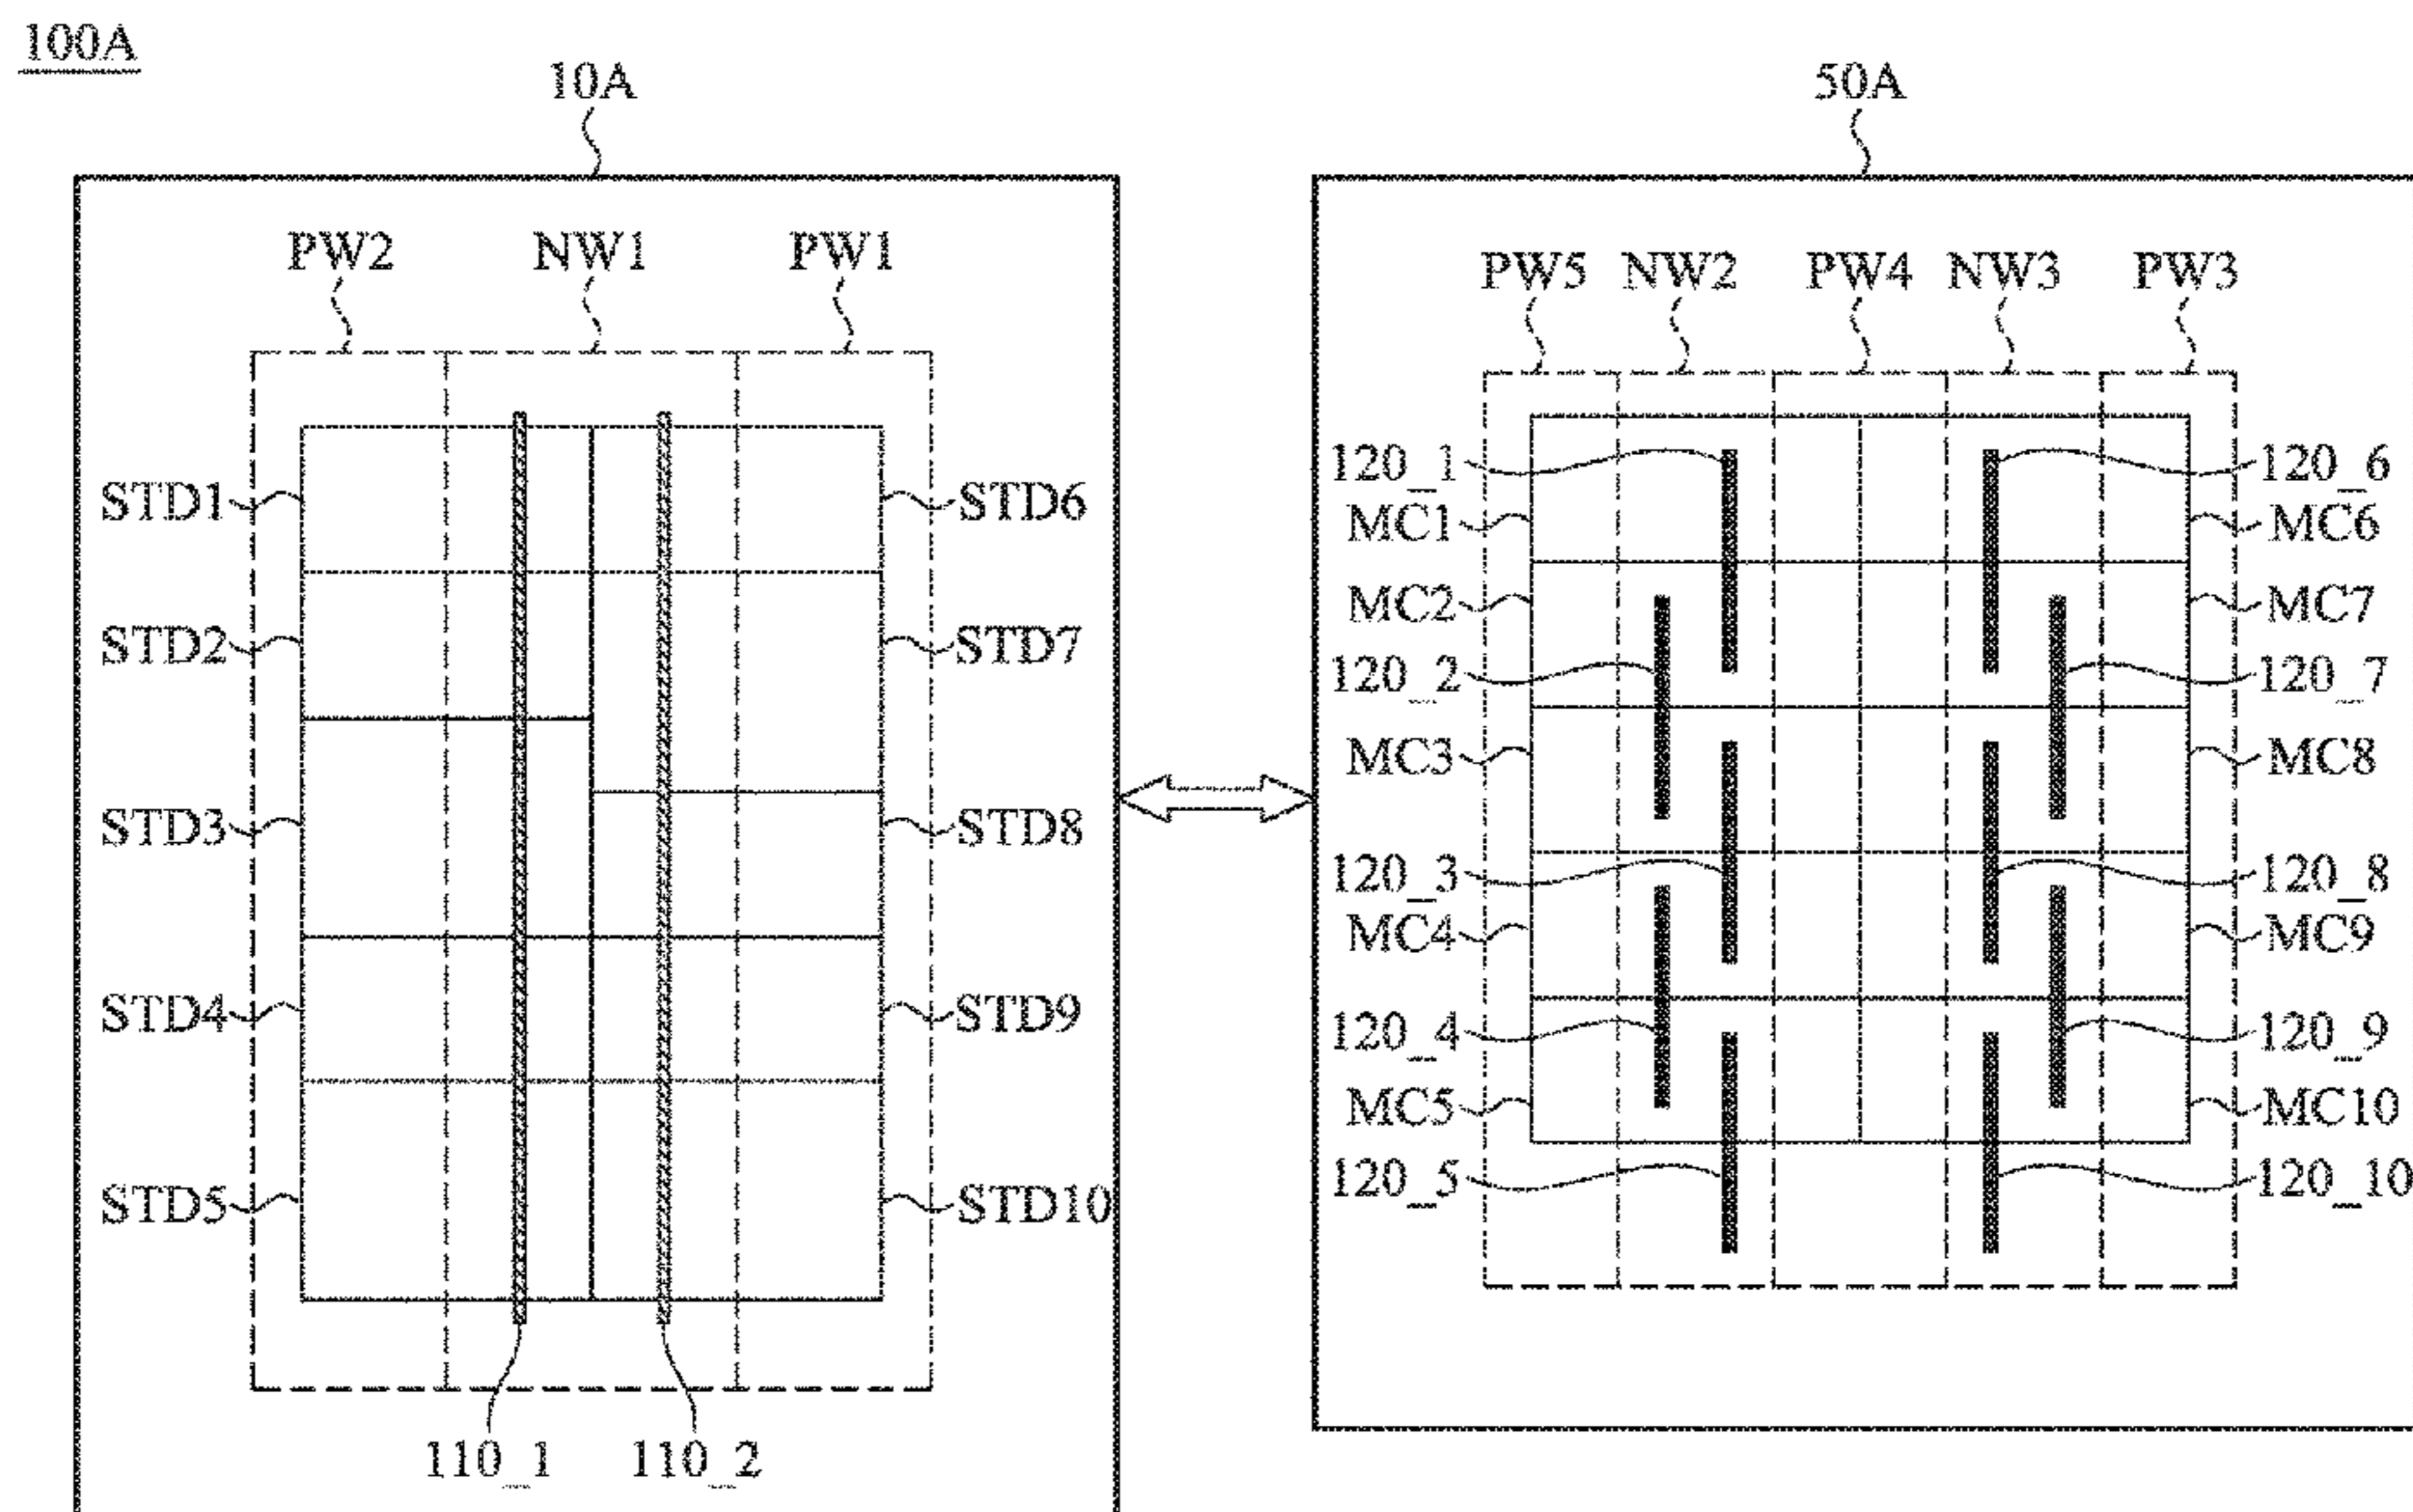 100A
10A
50A
PW2 NW1 PW1
PW5 NW2 PW4 NW3 PW3
STD1
STD2
STD3
STD4
STD5
STD6
STD7
STD8
STD9
STD10
110_1 110_2
120_1
MC1
MC2
120_2
MC3
120_3
MC4
120_4
MC5
120_5
120_6
MC6
MC7
120_7
MC8
120_8
MC9
120_9
MC10
120_10